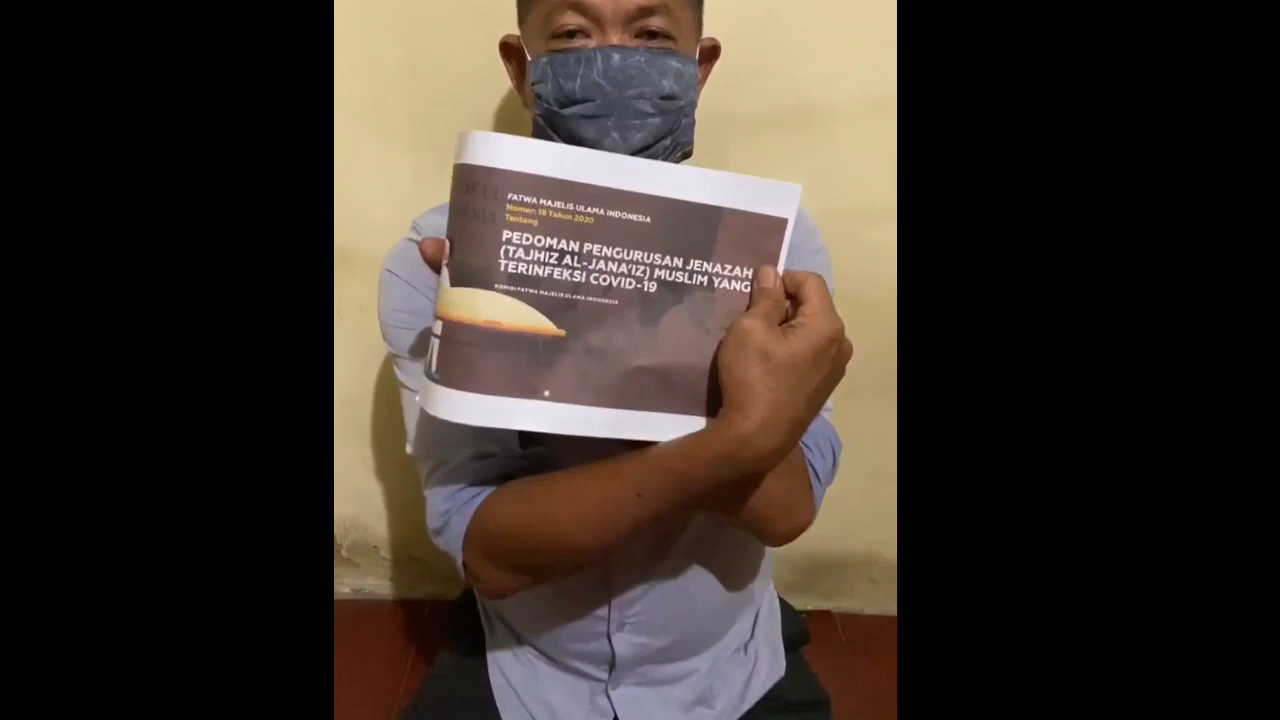 FATWA MAJELIS ULAMA INDONESIA
Nomor: 18 Tahun 2020
Tentang
PEDOMAN PENGURUSAN JENAZAH
(TAJHIZ AL-JANA'IZ) MUSLIM YANG
TERINFEKSI COVID-19
KOMISI FATWA MAJELIS ULAMA INDONESIA